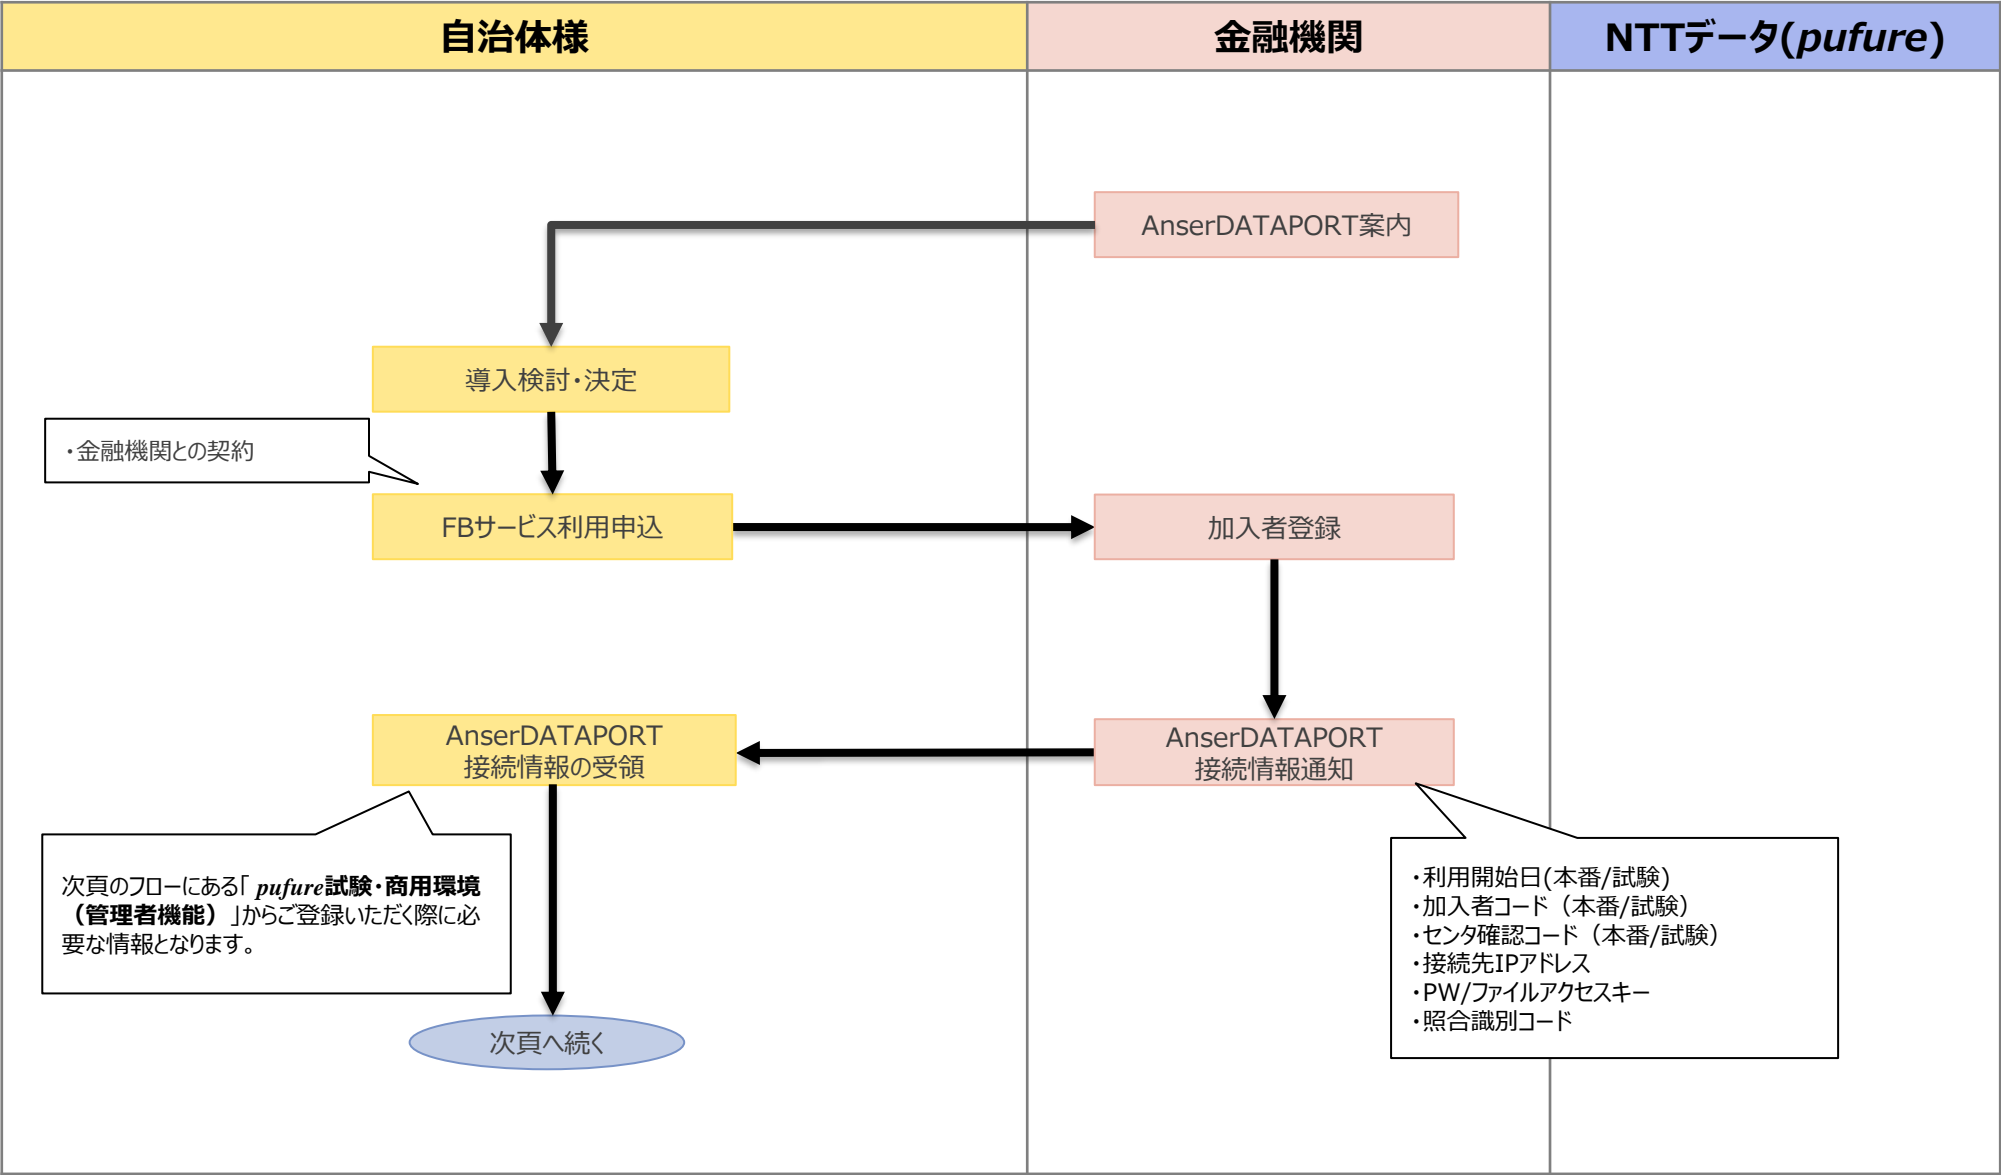 自治体様
金融機関
NTTデータ(pufure)
AnserDATAPORT案内
導入検討・決定
・金融機関との契約
FBサービス利用申込
加入者登録
AnserDATAPORT
接続情報の受領
AnserDATAPORT
接続情報通知
次頁のフローにある「 pufure試験・商用環境
（管理者機能）」からご登録いただく際に必
要な情報となります。
・利用開始日(本番/試験)
・加入者コード（本番/試験）
・センタ確認コード（本番/試験）
・接続先IPアドレス
・PW/ファイルアクセスキー
・照合識別コード
次頁へ続く